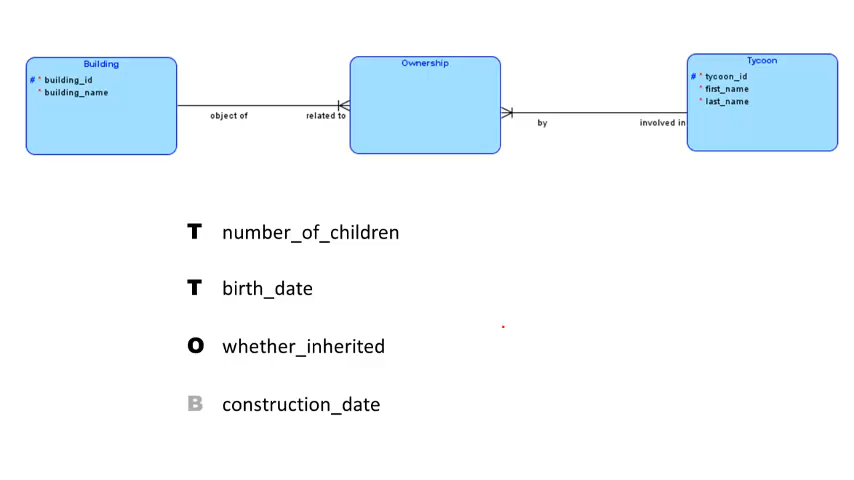 Building
# * building_id
* building_name
Ownership
Tycoon
# * tycoon_id
* first_name
* last_name
object of
related to
by
involved in
T number_of_children
T birth_date
O whether_inherited
B construction_date